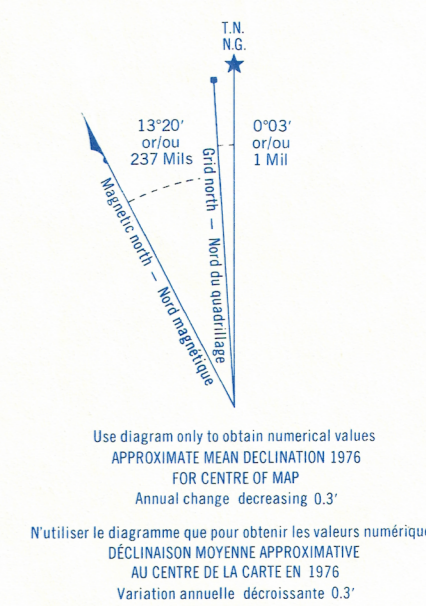 T.N.
N.G.
13°20′
or/ou
237 Mils
0°03′
or/ou
1 Mil
Magnetic north — Nord magnétique
Grid north — Nord du quadrillage
Use diagram only to obtain numerical values
APPROXIMATE MEAN DECLINATION 1976
FOR CENTRE OF MAP
Annual change decreasing 0.3′
N'utiliser le diagramme que pour obtenir les valeurs numérique
DÉCLINAISON MOYENNE APPROXIMATIVE
AU CENTRE DE LA CARTE EN 1976
Variation annuelle décroissante 0.3′